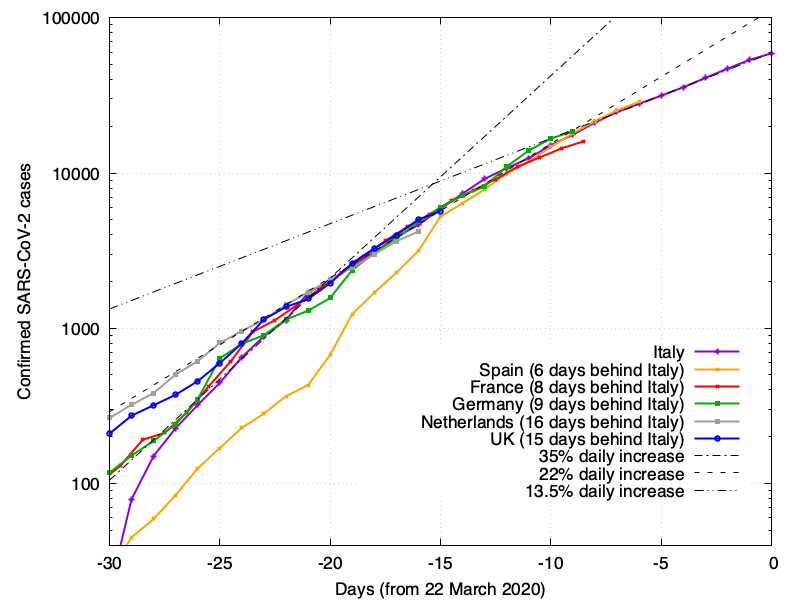 100000
10000
1000
100
Confirmed SARS-CoV-2 cases
Italy
Spain (6 days behind Italy)
France (8 days behind Italy)
Germany (9 days behind Italy)
Netherlands (16 days behind Italy)
UK (15 days behind Italy)
35% daily increase
22% daily increase
13.5% daily increase
-30 -25 -20 -15 -10 -5 0
Days (from 22 March 2020)